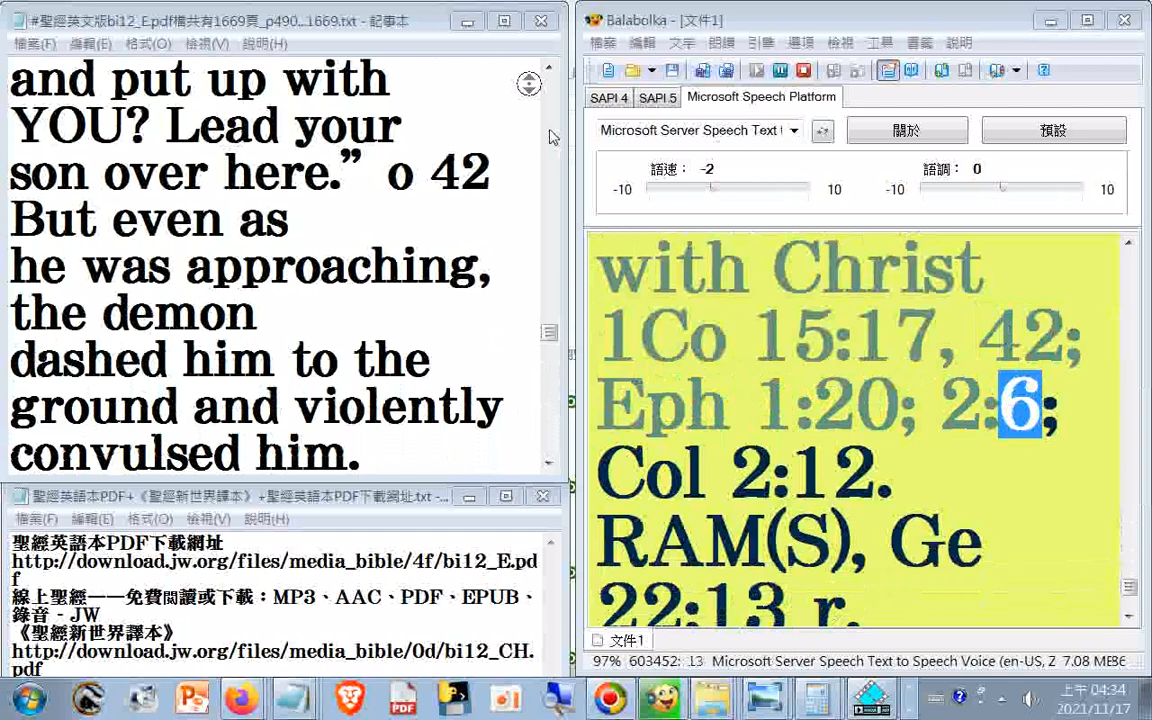 #聖經英文版bi12_E.pdf橫共有1669頁_p490...1669.txt - 記事本
檔案(F) 編輯(E) 格式(O) 檢視(V) 說明(H)
and put up with
YOU? Lead your
son over here.” o 42
But even as
he was approaching,
the demon
dashed him to the
ground and violently
convulsed him.
聖經英語本PDF+《聖經新世界譯本》+聖經英語本PDF下載網址.txt -...
檔案(F) 編輯(E) 格式(O) 檢視(V) 說明(H)
聖經英語本PDF下載網址
http://download.jw.org/files/media_bible/4f/bi12_E.pd
f
線上聖經——免費閱讀或下載：MP3、AAC、PDF、EPUB、
錄音 - JW
《聖經新世界譯本》
http://download.jw.org/files/media_bible/0d/bi12_CH.
pdf
Balabolka - [文件1]
檔案 編輯 文字 朗讀 引擎 選項 檢視 工具 書籤 說明
SAPI 4 SAPI 5 Microsoft Speech Platform
Microsoft Server Speech Text 關於 預設
語速： -2 語調： 0
-10 10 -10 10
with Christ
1Co 15:17, 42;
Eph 1:20; 2:6;
Col 2:12.
RAM(S), Ge
22:13 r.
文件1
97% 603452: 13 Microsoft Server Speech Text to Speech Voice (en-US, Z 7.08 MB
上午 04:34
2021/11/17